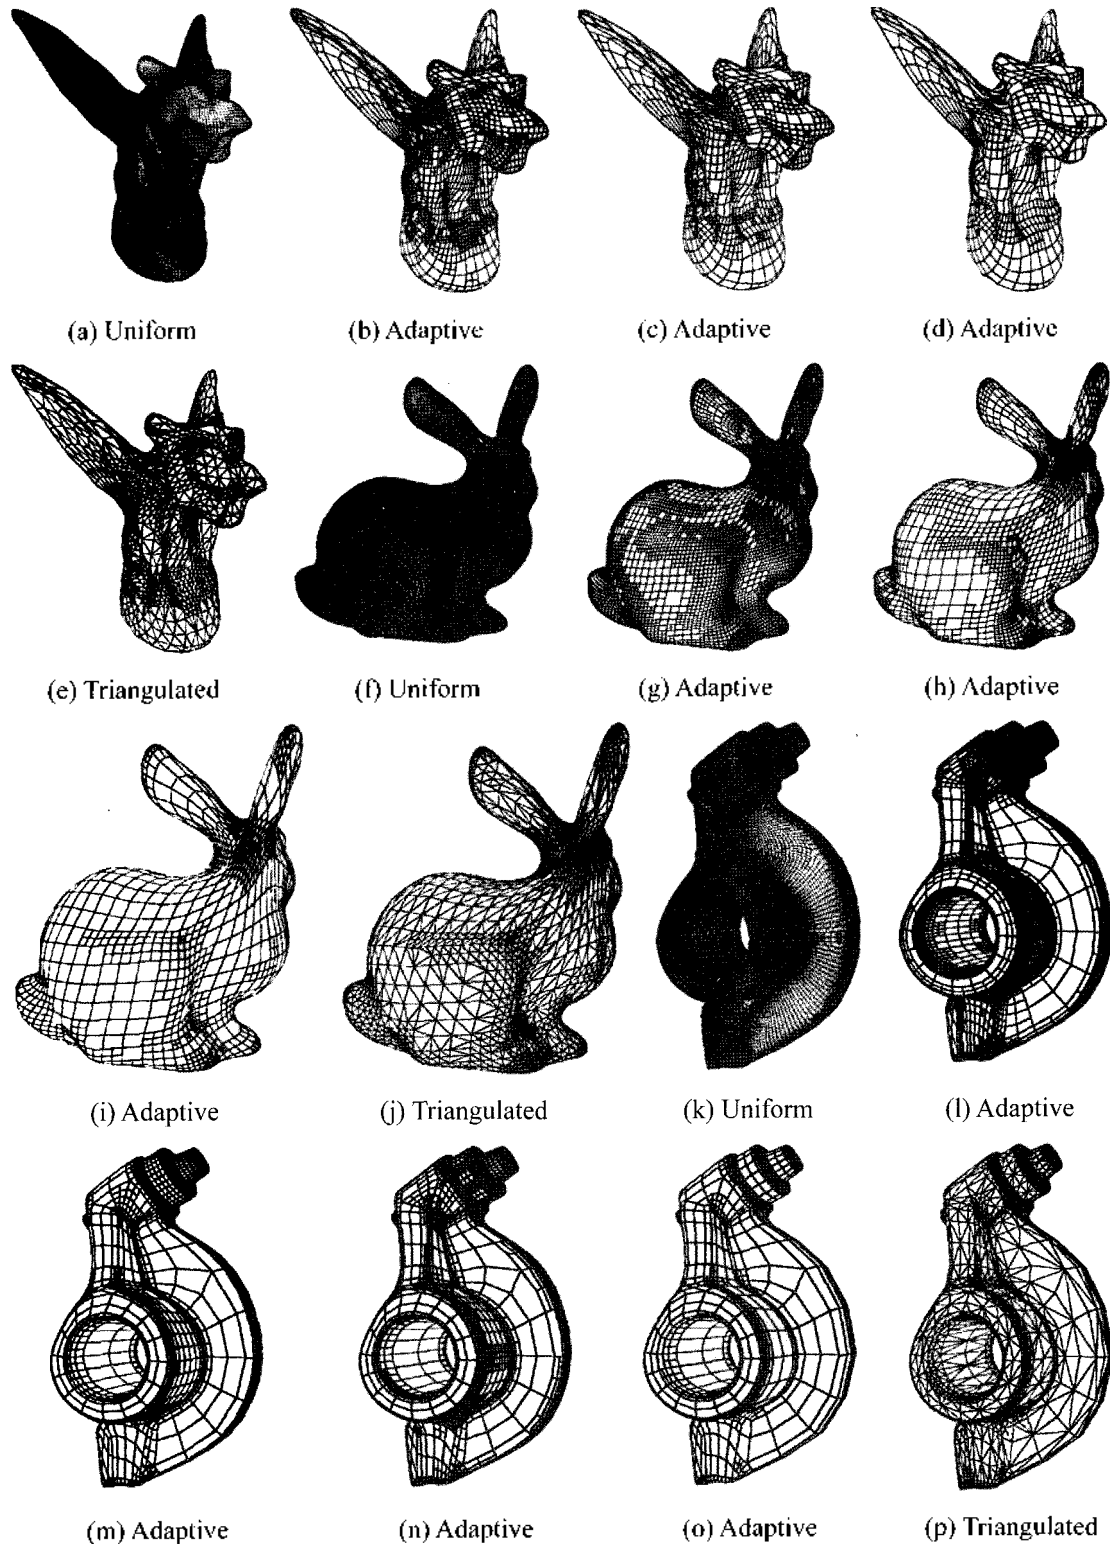 (a) Uniform
(b) Adaptive
(c) Adaptive
(d) Adaptive
(e) Triangulated
(f) Uniform
(g) Adaptive
(h) Adaptive
(i) Adaptive
(j) Triangulated
(k) Uniform
(l) Adaptive
(m) Adaptive
(n) Adaptive
(o) Adaptive
(p) Triangulated